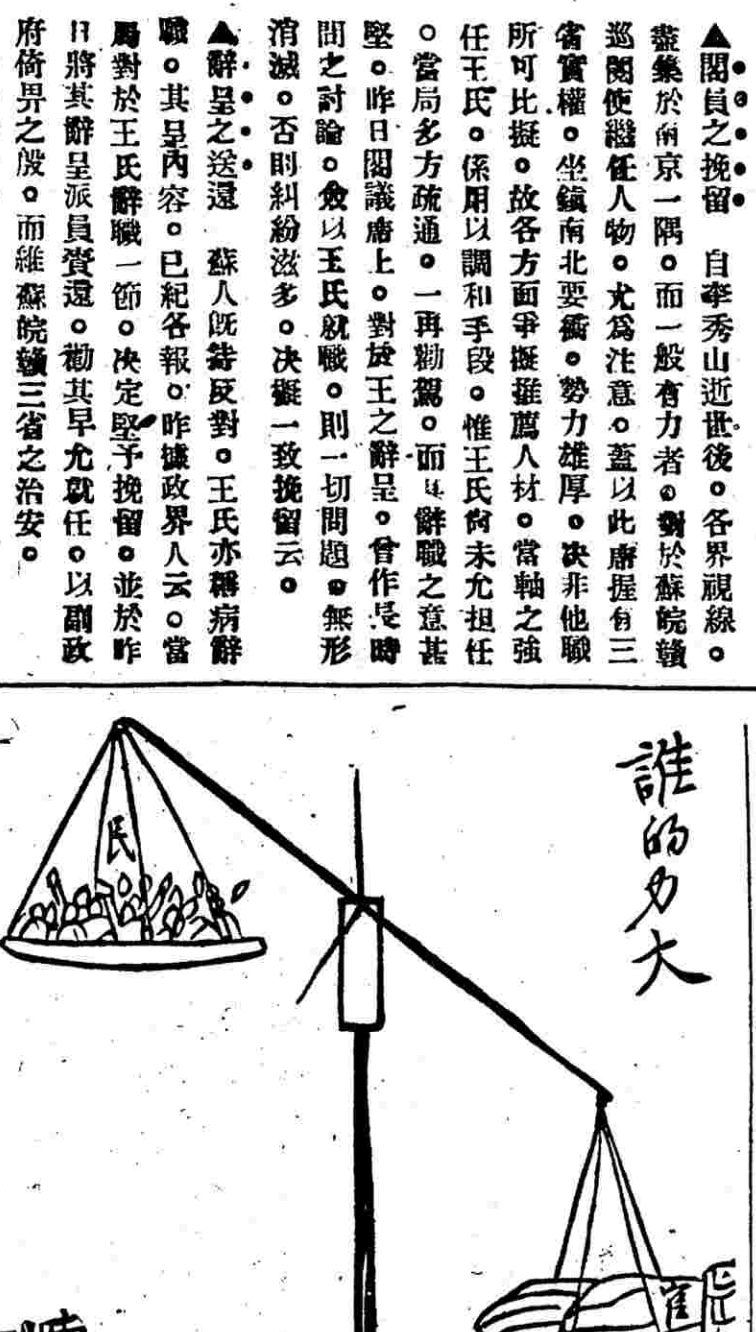 ▲閣員之挽留　自李秀山逝世後。各界視線。
盡集於南京一隅。而一般有力者。對於蘇皖贛
巡閱使繼任人物。尤爲注意。蓋以此席握有三
省實權。坐鎮南北要衝。勢力雄厚。决非他職
所可比擬。故各方面爭擬推薦人材。當軸之強
任王氏。係用以調和手段。惟王氏尙未允担任
。當局多方疏通。一再勸駕。而其辭職之意甚
堅。昨日閣議席上。對於王之辭呈。曾作長時
間之討論。僉以王氏就職。則一切問題。無形
消滅。否則糾紛滋多。决擬一致挽留云。
▲辭呈之送還　蘇人旣待反對。王氏亦稱病辭
職。其呈內容。已紀各報。昨據政界人云。當
局對於王氏辭職一節。决定堅予挽留。並於昨
日將其辭呈派員賫還。勸其早允就任。以副政
府倚畀之殷。而維蘇皖贛三省之治安。
誰的力大
民
官